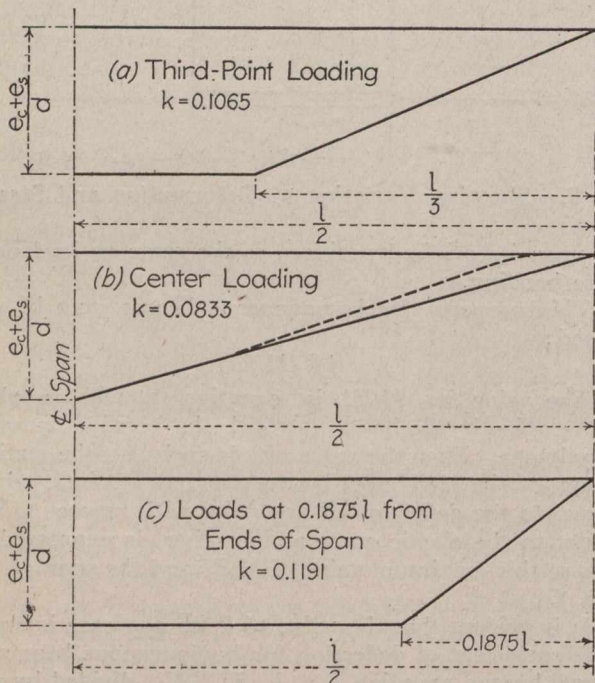 (a) Third-Point Loading
k=0.1065
e_c+e_s
d
l
3
l
2
(b) Center Loading
k=0.0833
e_c+e_s
d
℄ Span
l
2
(c) Loads at 0.1875l from
Ends of Span
k=0.1191
e_c+e_s
d
0.1875l
l
2